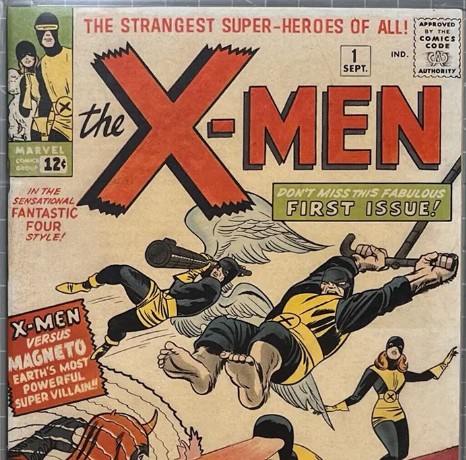 THE STRANGEST SUPER-HEROES OF ALL!
APPROVED
BY THE
COMICS
CODE
AUTHORITY
1
SEPT.
IND.
the X-MEN
MARVEL
COMICS
GROUP
12¢
DON'T MISS THIS FABULOUS
FIRST ISSUE!
IN THE
SENSATIONAL
FANTASTIC
FOUR
STYLE!
X-MEN
VERSUS
MAGNETO
EARTH'S MOST
POWERFUL
SUPER VILLAIN!!